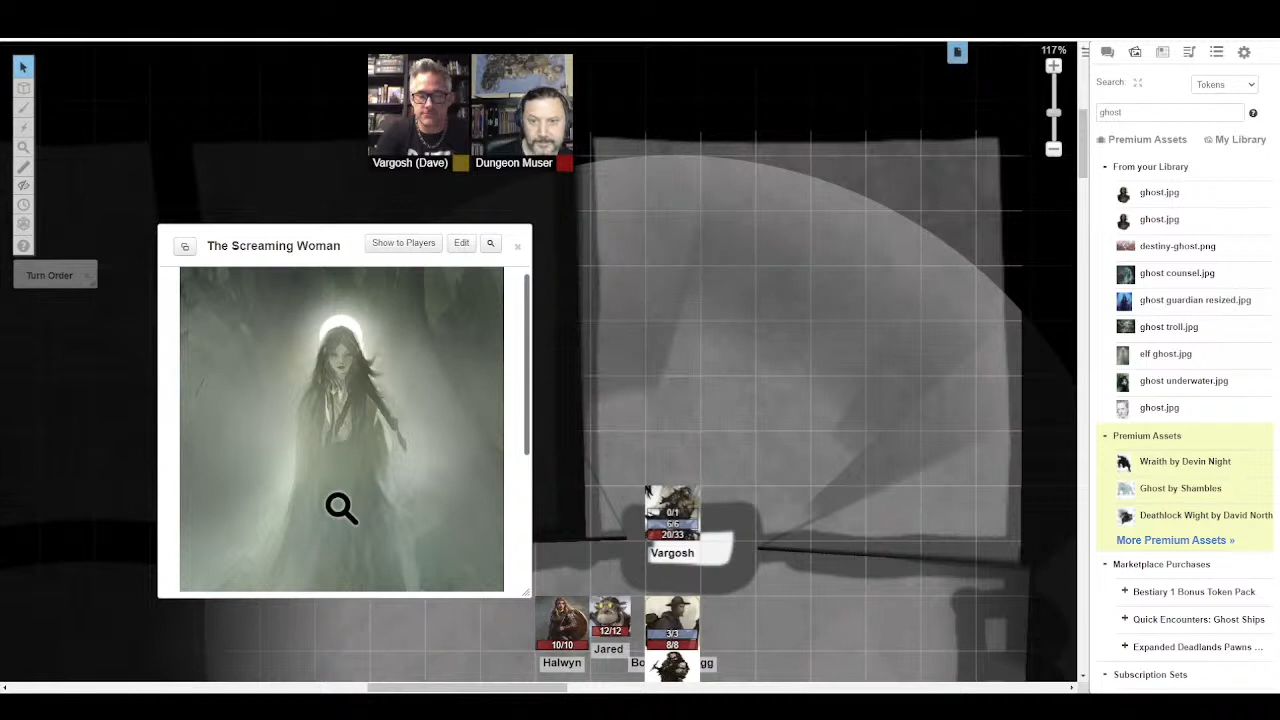 117%
Vargosh (Dave)
Dungeon Muser
Turn Order
The Screaming Woman
Show to Players
Edit
0/1
6/6
20/33
Vargosh
12/12
10/10
3/3
8/8
Halwyn
Jared
Bo
gg
Search:
Tokens
ghost
Premium Assets
My Library
From your Library
ghost.jpg
ghost.jpg
destiny-ghost.png
ghost counsel.jpg
ghost guardian resized.jpg
ghost troll.jpg
elf ghost.jpg
ghost underwater.jpg
ghost.jpg
Premium Assets
Wraith by Devin Night
Ghost by Shambles
Deathlock Wight by David North
More Premium Assets »
Marketplace Purchases
+ Bestiary 1 Bonus Token Pack
+ Quick Encounters: Ghost Ships
+ Expanded Deadlands Pawns ...
Subscription Sets